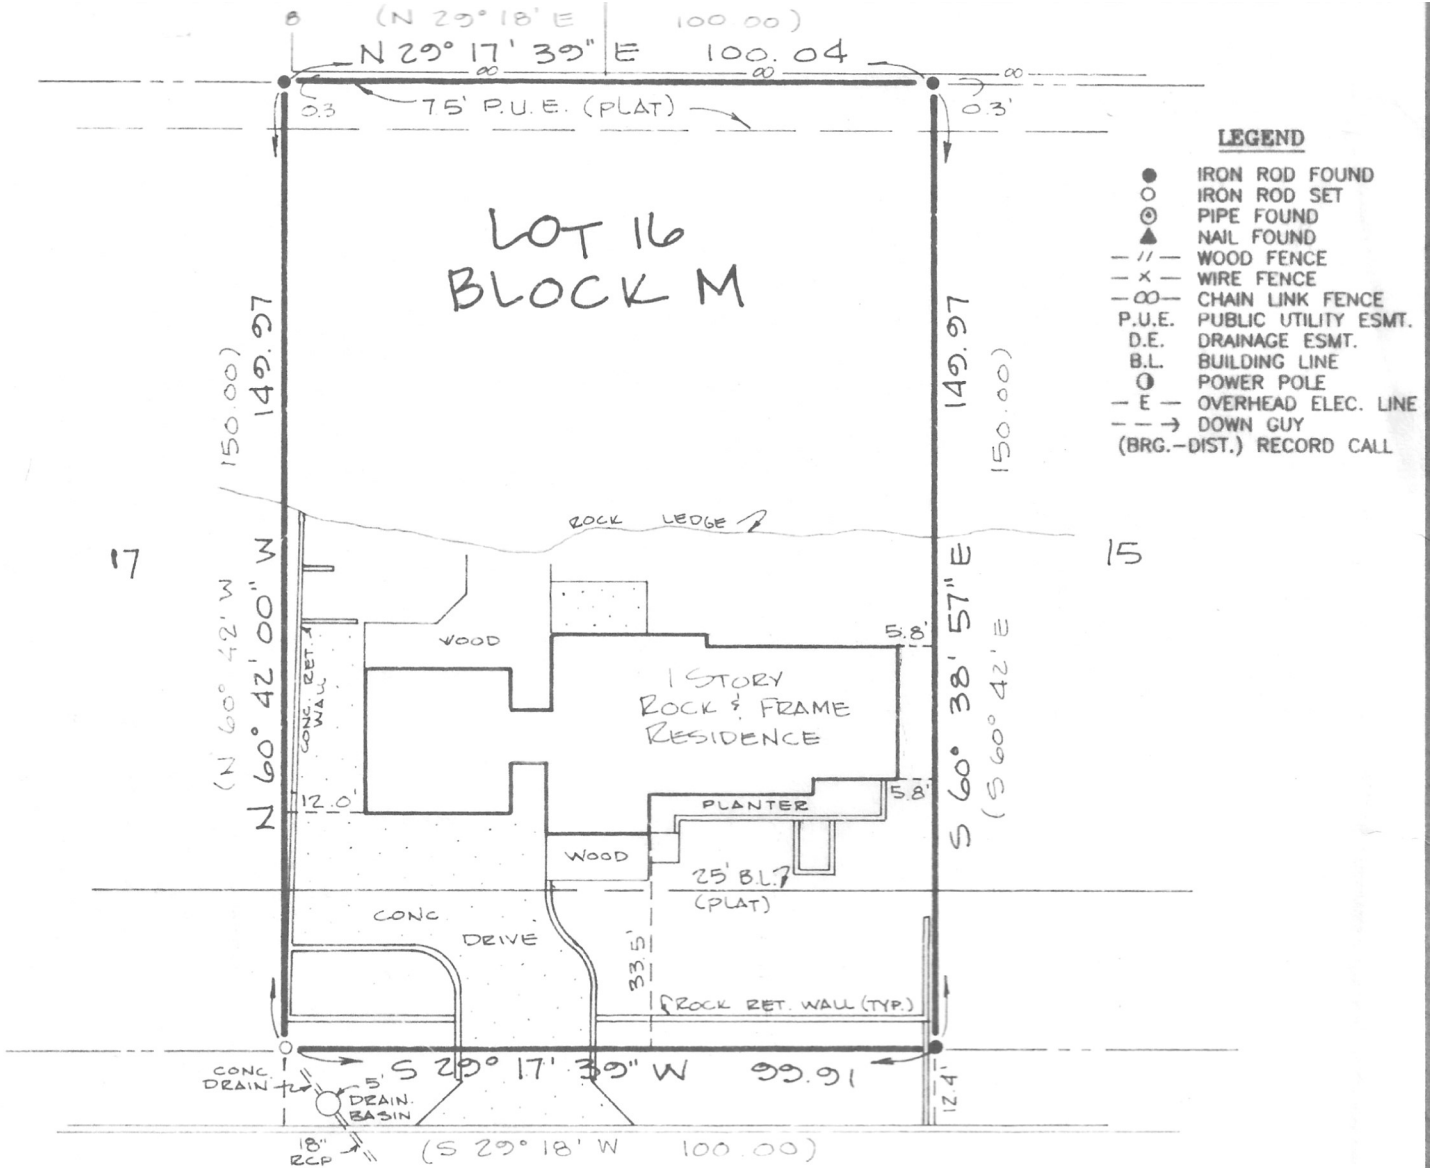 8 (N 29° 18' E 100.00)
N 29° 17' 39" E 100.04
0.3 7.5' P.U.E. (PLAT) 0.3'
LOT 16
BLOCK M
149.97
(150.00)
149.97
(150.00)
LEGEND
IRON ROD FOUND
IRON ROD SET
PIPE FOUND
NAIL FOUND
— // — WOOD FENCE
— X — WIRE FENCE
— OO — CHAIN LINK FENCE
P.U.E. PUBLIC UTILITY ESMT.
D.E. DRAINAGE ESMT.
B.L. BUILDING LINE
POWER POLE
— E — OVERHEAD ELEC. LINE
DOWN GUY
(BRG.-DIST.) RECORD CALL
ROCK LEDGE
17
15
N 60° 42' 00" W
(N 60° 42' W
S 60° 38' 57" E
(S 60° 42' E
WOOD
CONC. RET.
WALL
5.8'
1 STORY
ROCK & FRAME
RESIDENCE
12.0'
5.8'
PLANTER
WOOD
25' B.L.
(PLAT)
CONC
DRIVE
33.5'
ROCK RET. WALL (TYP.)
S 29° 17' 39" W 99.91
CONC.
DRAIN
5'
DRAIN.
BASIN
12.4'
18"
RCP
(S 29° 18' W 100.00)